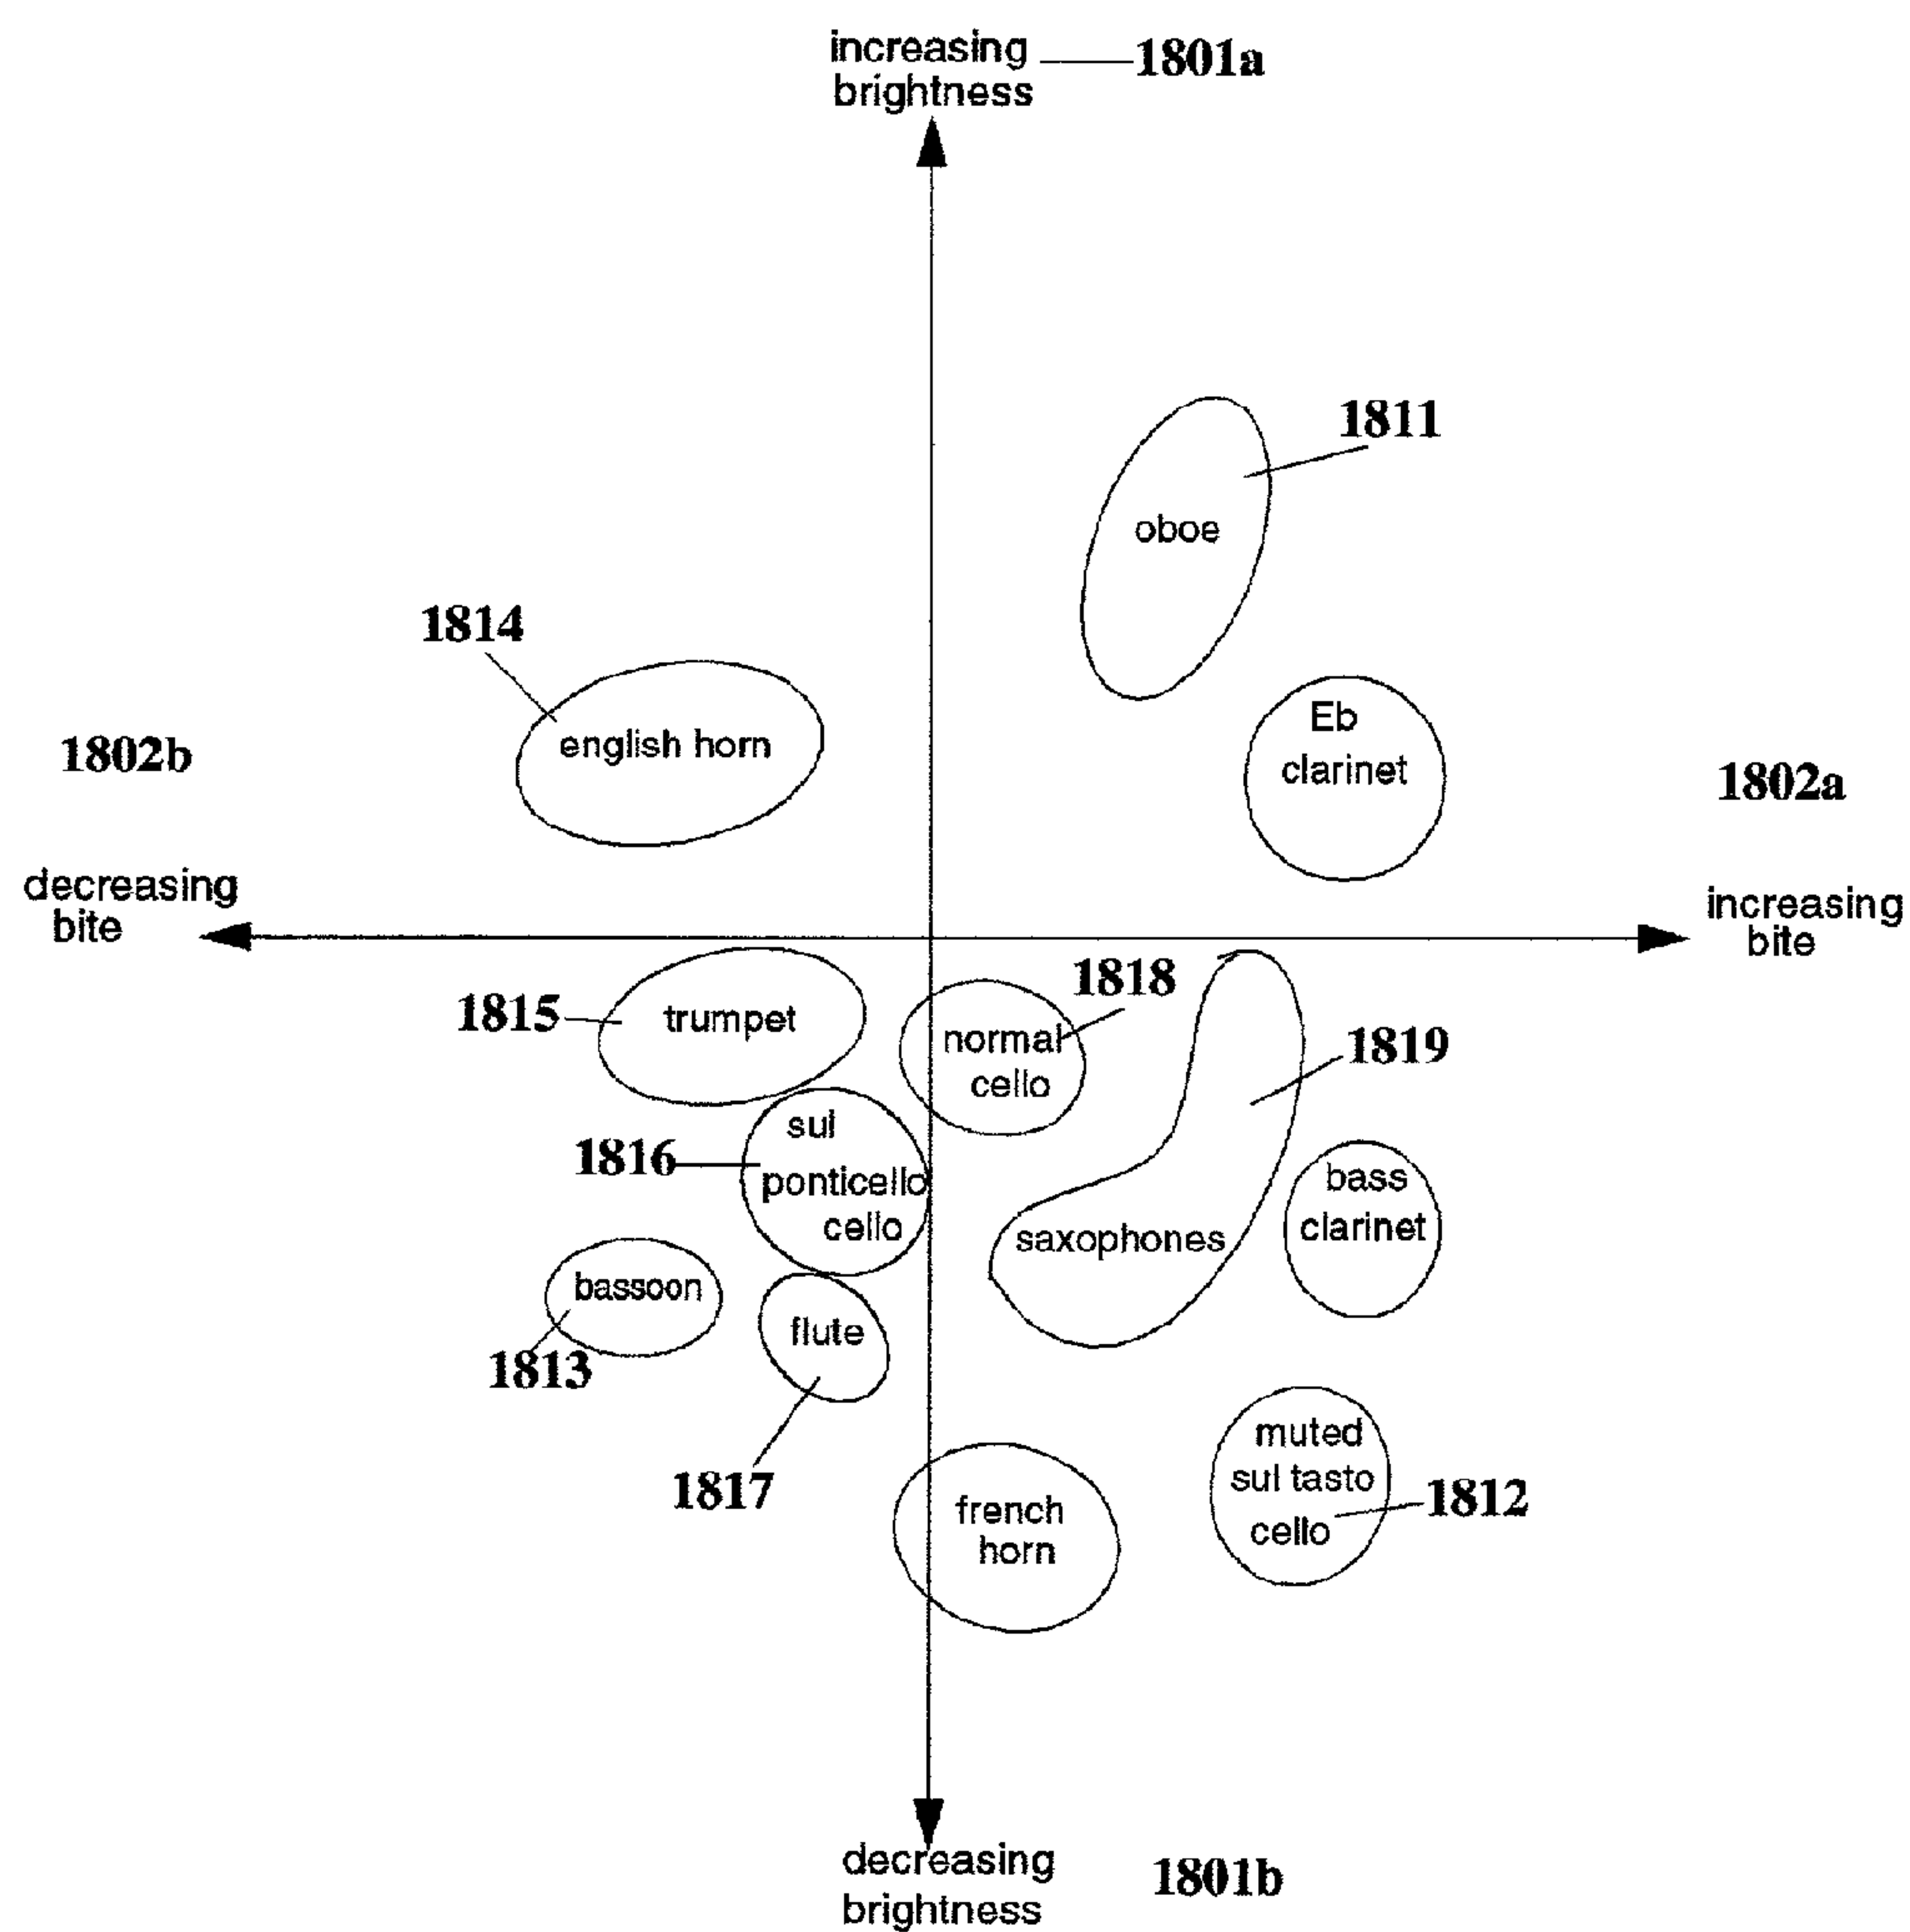 increasing
brightness
1801a
1811
oboe
1814
english horn
Eb
clarinet
1802b
1802a
decreasing
bite
increasing
bite
1815
trumpet
1818
normal
cello
1819
sul
ponticello
cello
1816
saxophones
bass
clarinet
bassoon
1813
flute
1817
muted
sul tasto
cello
1812
french
horn
decreasing
brightness
1801b